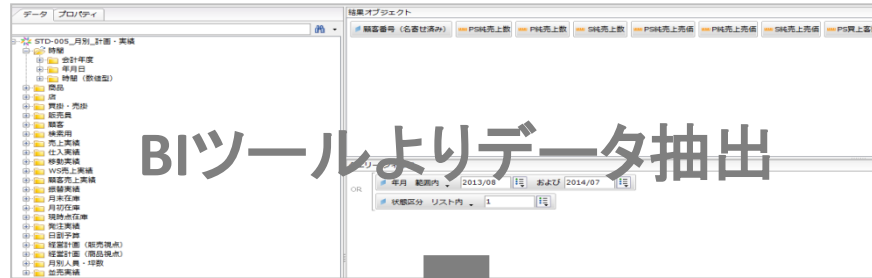 データ プロパティ
STD-005_月別_計画・実績
時間
会計年度
年月日
時間（数値型）
商品
店
買掛・売掛
販売員
顧客
検索用
売上実績
仕入実績
移動実績
WS売上実績
顧客売上実績
振替実績
月末在庫
月初在庫
現時点在庫
発注実績
日割予算
経営計画（販売視点）
経営計画（商品視点）
月別人員・坪数
並売実績
結果オブジェクト
顧客番号（名寄せ済み） PS純売上数 P純売上数 S純売上数 PS純売上売価 P純売上売価 S純売上売価 PS買上客
BIツールよりデータ抽出
OR
年月 範囲内 2013/08 および 2014/07
状態区分 リスト内 1